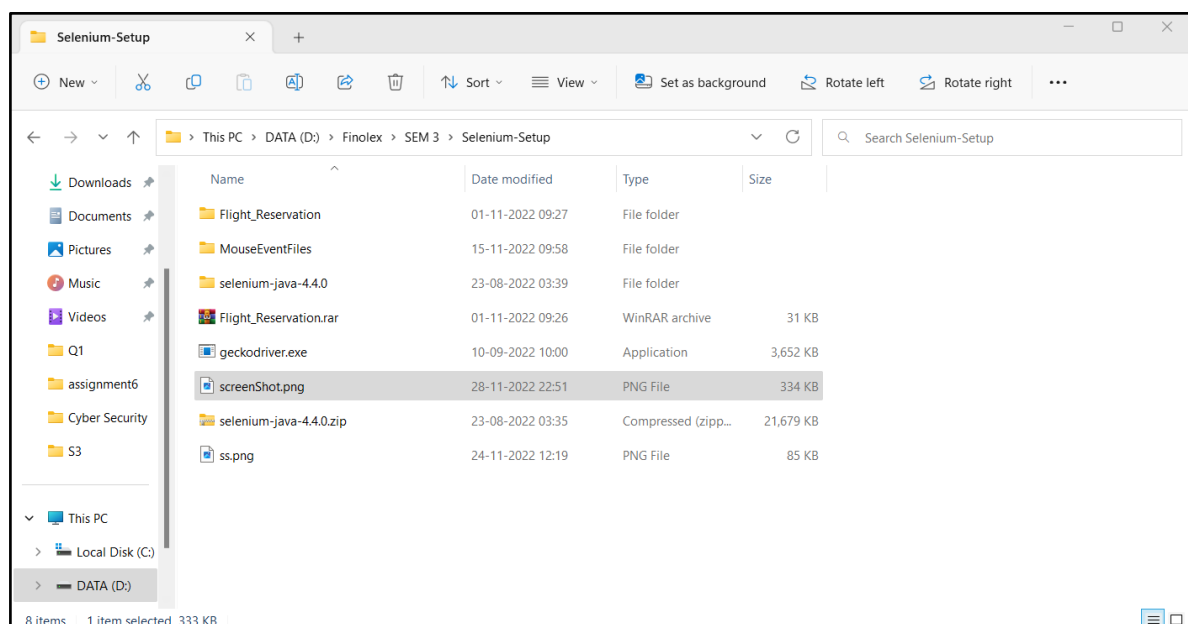 Selenium-Setup
New Sort View Set as background Rotate left Rotate right
This PC > DATA (D:) > Finolex > SEM 3 > Selenium-Setup Search Selenium-Setup
Downloads
Documents
Pictures
Music
Videos
Q1
assignment6
Cyber Security
S3
This PC
Local Disk (C:)
DATA (D:)
Name Date modified Type Size
Flight_Reservation 01-11-2022 09:27 File folder
MouseEventFiles 15-11-2022 09:58 File folder
selenium-java-4.4.0 23-08-2022 03:39 File folder
Flight_Reservation.rar 01-11-2022 09:26 WinRAR archive 31 KB
geckodriver.exe 10-09-2022 10:00 Application 3,652 KB
screenShot.png 28-11-2022 22:51 PNG File 334 KB
selenium-java-4.4.0.zip 23-08-2022 03:35 Compressed (zipp... 21,679 KB
ss.png 24-11-2022 12:19 PNG File 85 KB
8 items 1 item selected 333 KB